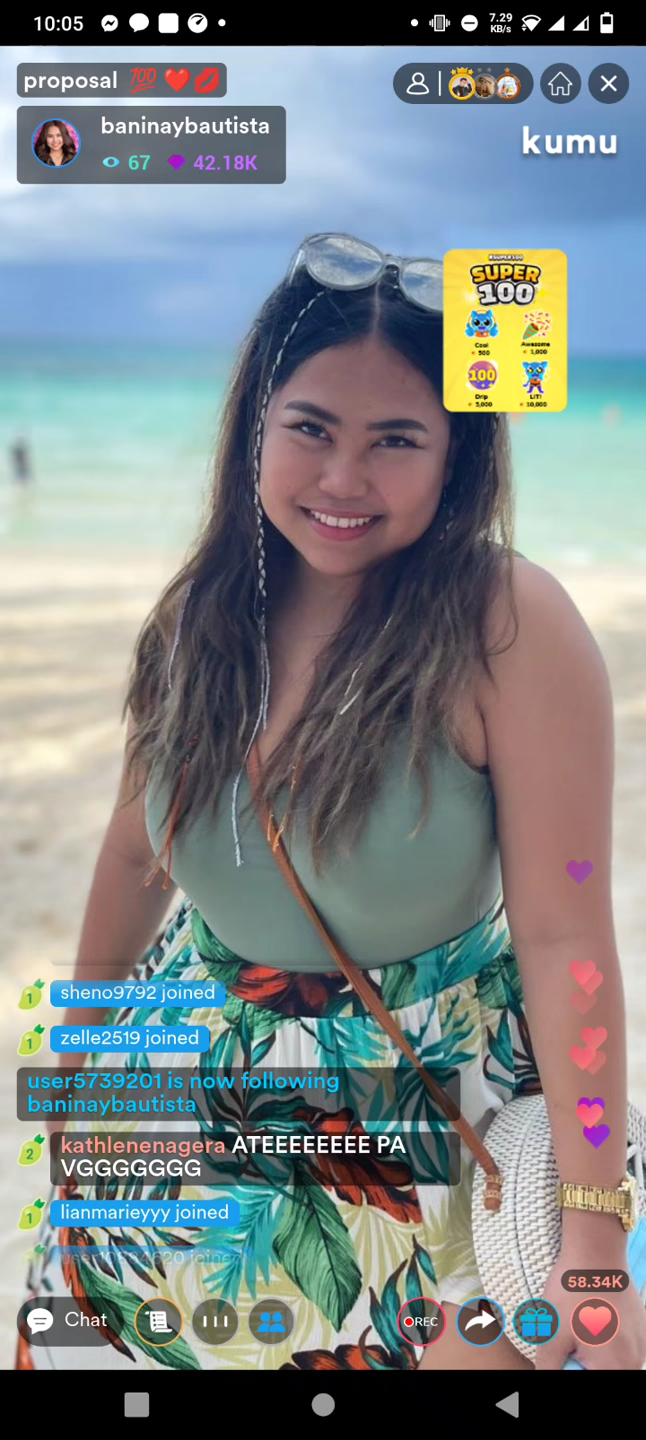 10:05
7.29
KB/s
proposal 💯❤️💋
baninaybautista
67 42.18K
kumu
#SUPER100
SUPER
100
Cool
500
Awesome
1,000
100
Drip
5,000
LIT!
10,000
1 sheno9792 joined
1 zelle2519 joined
user5739201 is now following
baninaybautista
2 kathlenenagera ATEEEEEEEE PA
VGGGGGGG
1 lianmarieyyy joined
58.34K
Chat
REC